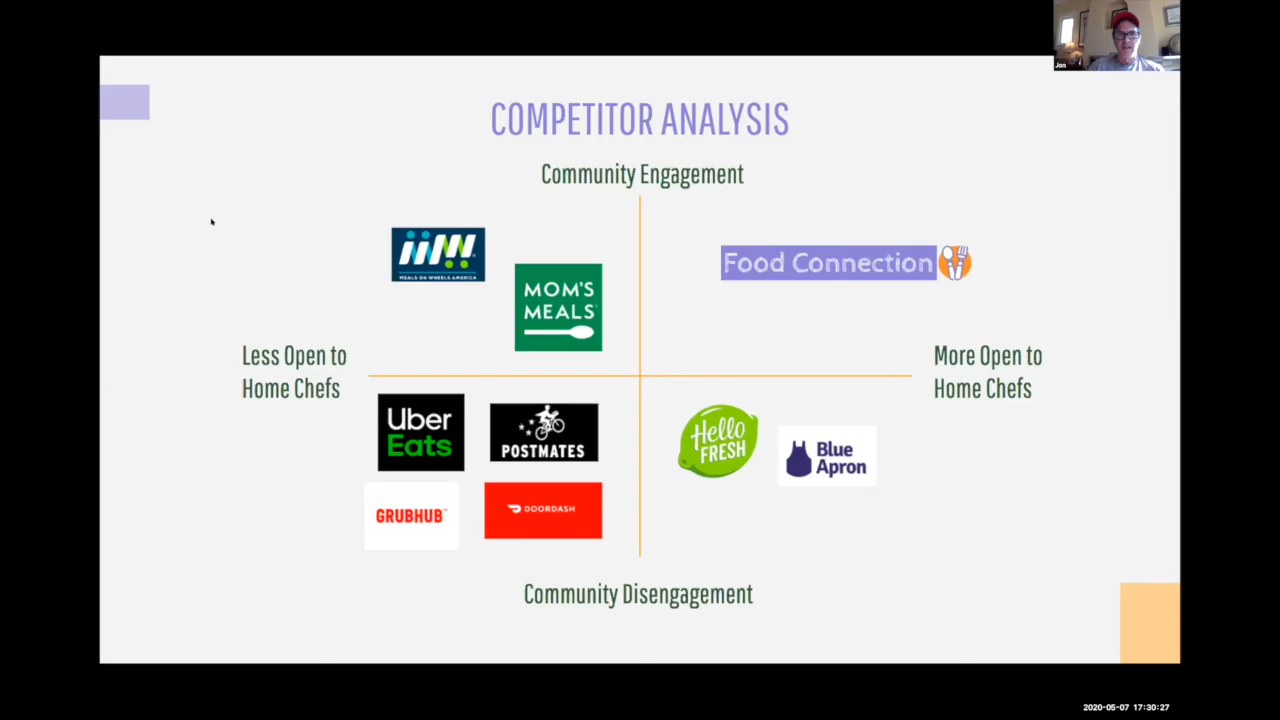 Jon
COMPETITOR ANALYSIS
Community Engagement
MEALS ON WHEELS AMERICA
MOM'S
MEALS
Food Connection
Less Open to
Home Chefs
More Open to
Home Chefs
Uber
Eats
POSTMATES
Hello
FRESH
Blue
Apron
GRUBHUB
DOORDASH
Community Disengagement
2020-05-07 17:30:27